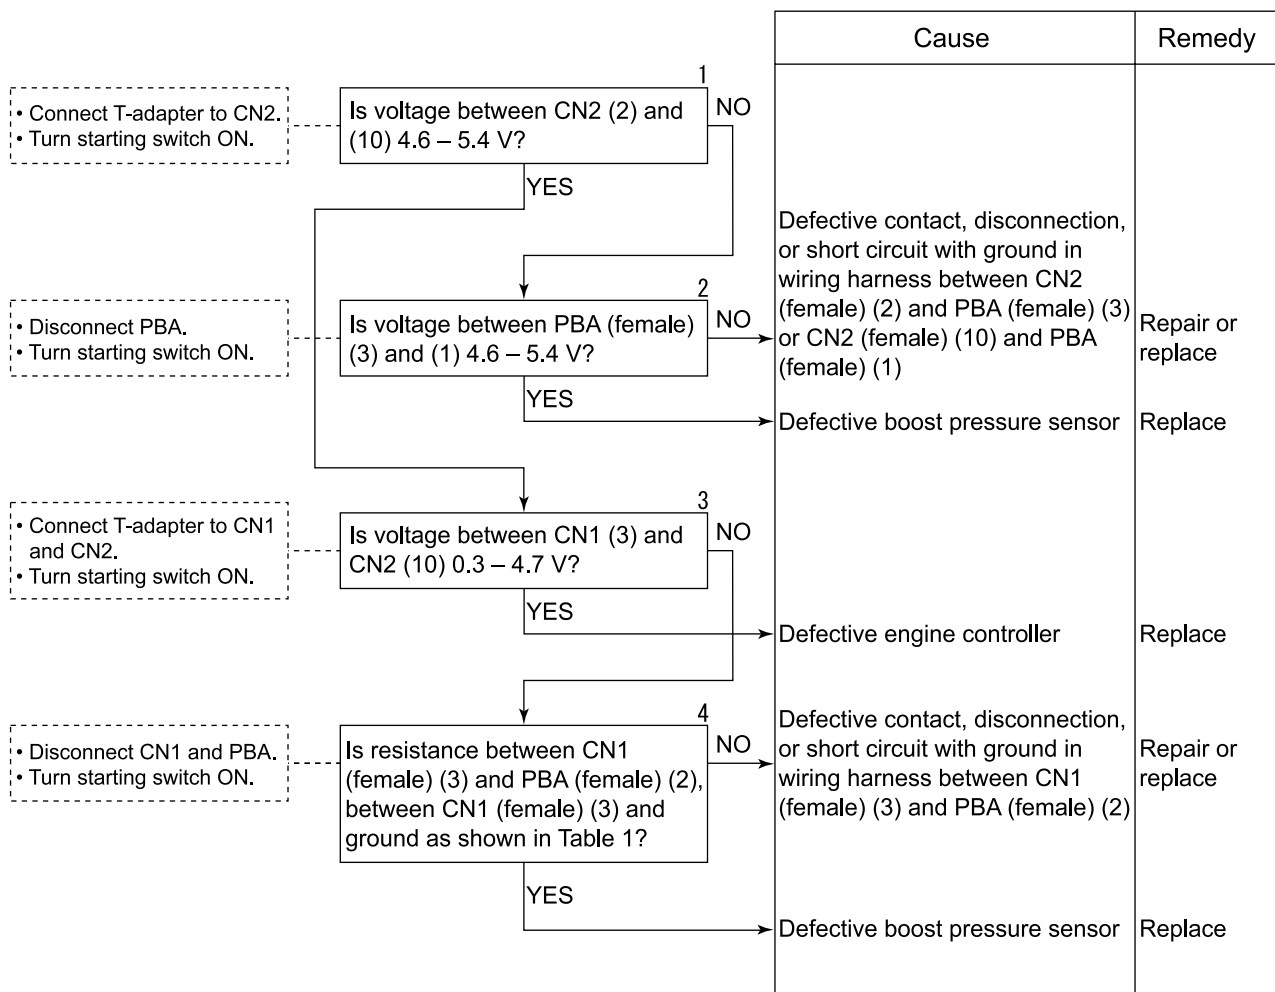 Cause
Remedy
1
• Connect T-adapter to CN2.
• Turn starting switch ON.
Is voltage between CN2 (2) and
(10) 4.6 – 5.4 V?
NO
YES
Defective contact, disconnection,
or short circuit with ground in
wiring harness between CN2
(female) (2) and PBA (female) (3)
or CN2 (female) (10) and PBA
(female) (1)
Repair or
replace
2
• Disconnect PBA.
• Turn starting switch ON.
Is voltage between PBA (female)
(3) and (1) 4.6 – 5.4 V?
NO
YES
Defective boost pressure sensor
Replace
3
• Connect T-adapter to CN1
and CN2.
• Turn starting switch ON.
Is voltage between CN1 (3) and
CN2 (10) 0.3 – 4.7 V?
NO
YES
Defective engine controller
Replace
4
• Disconnect CN1 and PBA.
• Turn starting switch ON.
Is resistance between CN1
(female) (3) and PBA (female) (2),
between CN1 (female) (3) and
ground as shown in Table 1?
NO
Defective contact, disconnection,
or short circuit with ground in
wiring harness between CN1
(female) (3) and PBA (female) (2)
Repair or
replace
YES
Defective boost pressure sensor
Replace